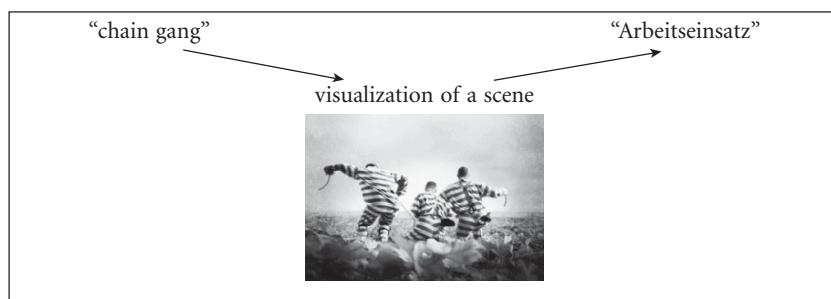 “chain gang”
“Arbeitseinsatz”
visualization of a scene